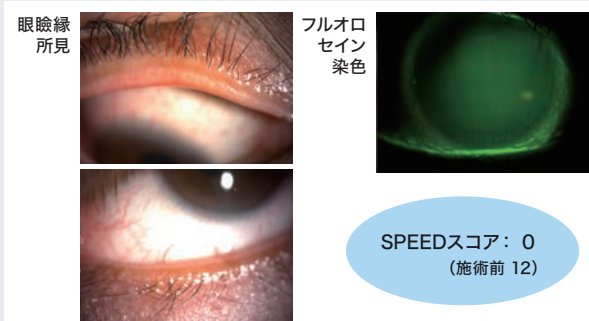 眼瞼縁
所見
フルオロ
セイン
染色
SPEEDスコア： 0
（施術前 12）